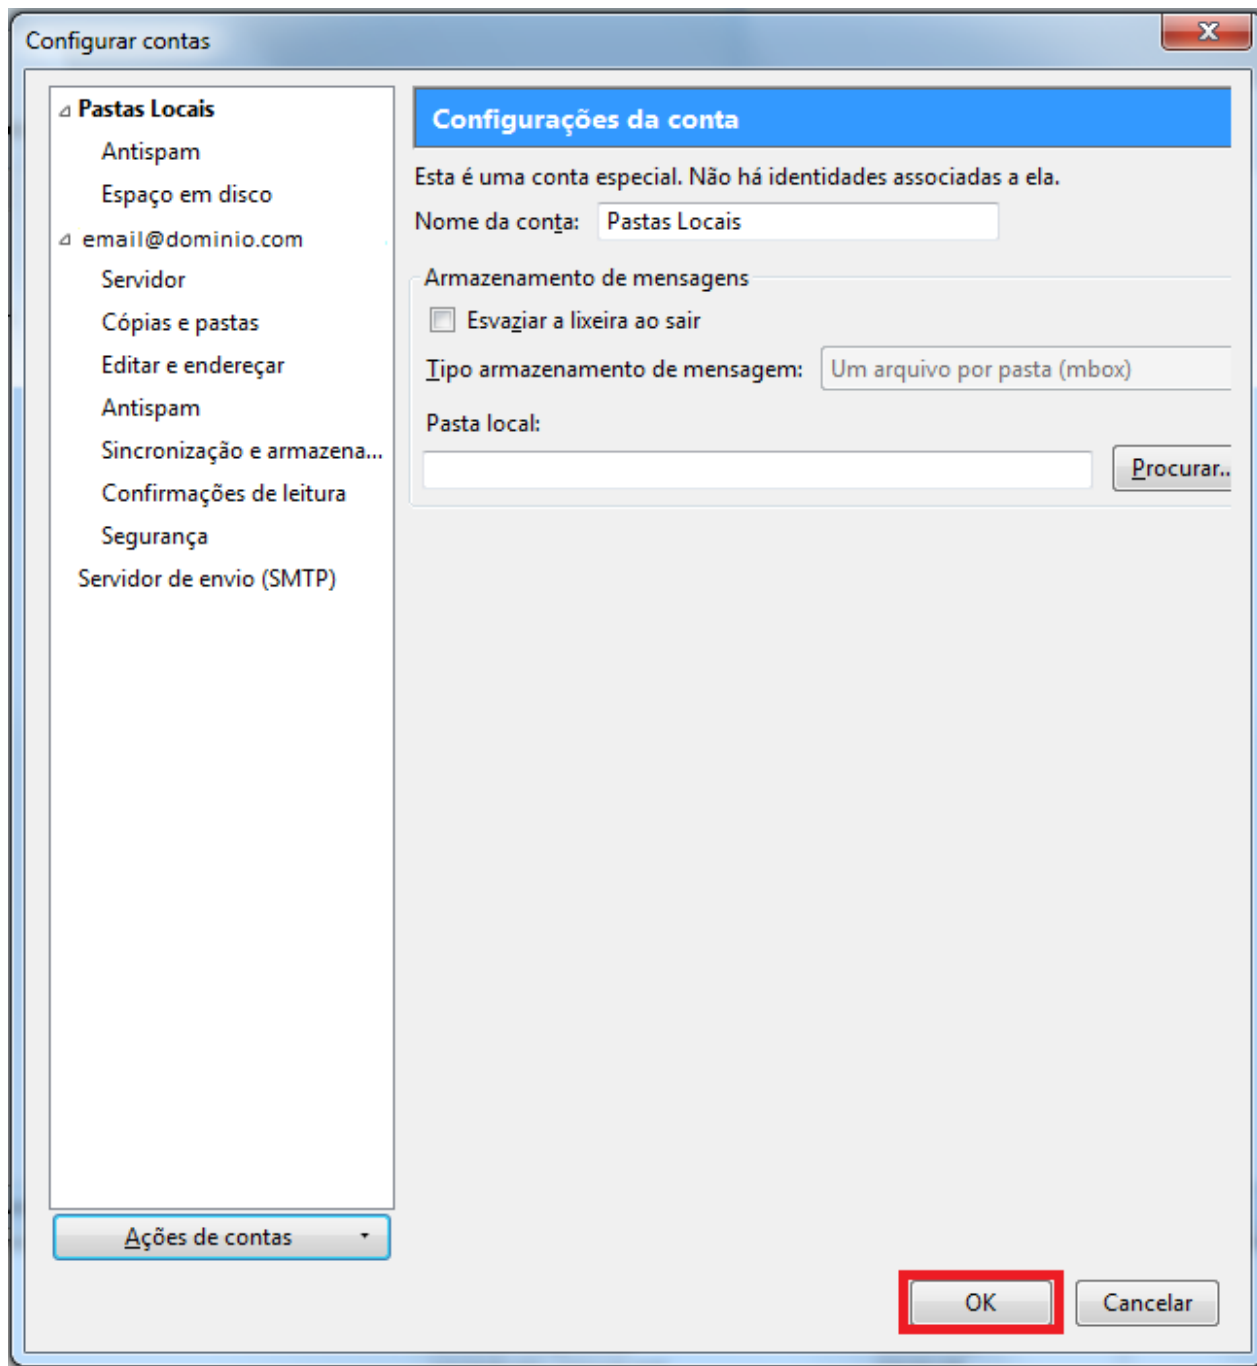 Configurar contas
Pastas Locais
Antispam
Espaço em disco
email@dominio.com
Servidor
Cópias e pastas
Editar e endereçar
Antispam
Sincronização e armazena...
Confirmações de leitura
Segurança
Servidor de envio (SMTP)
Ações de contas
Configurações da conta
Esta é uma conta especial. Não há identidades associadas a ela.
Nome da conta: Pastas Locais
Armazenamento de mensagens
Esvaziar a lixeira ao sair
Tipo armazenamento de mensagem: Um arquivo por pasta (mbox)
Pasta local:
Procurar..
OK Cancelar